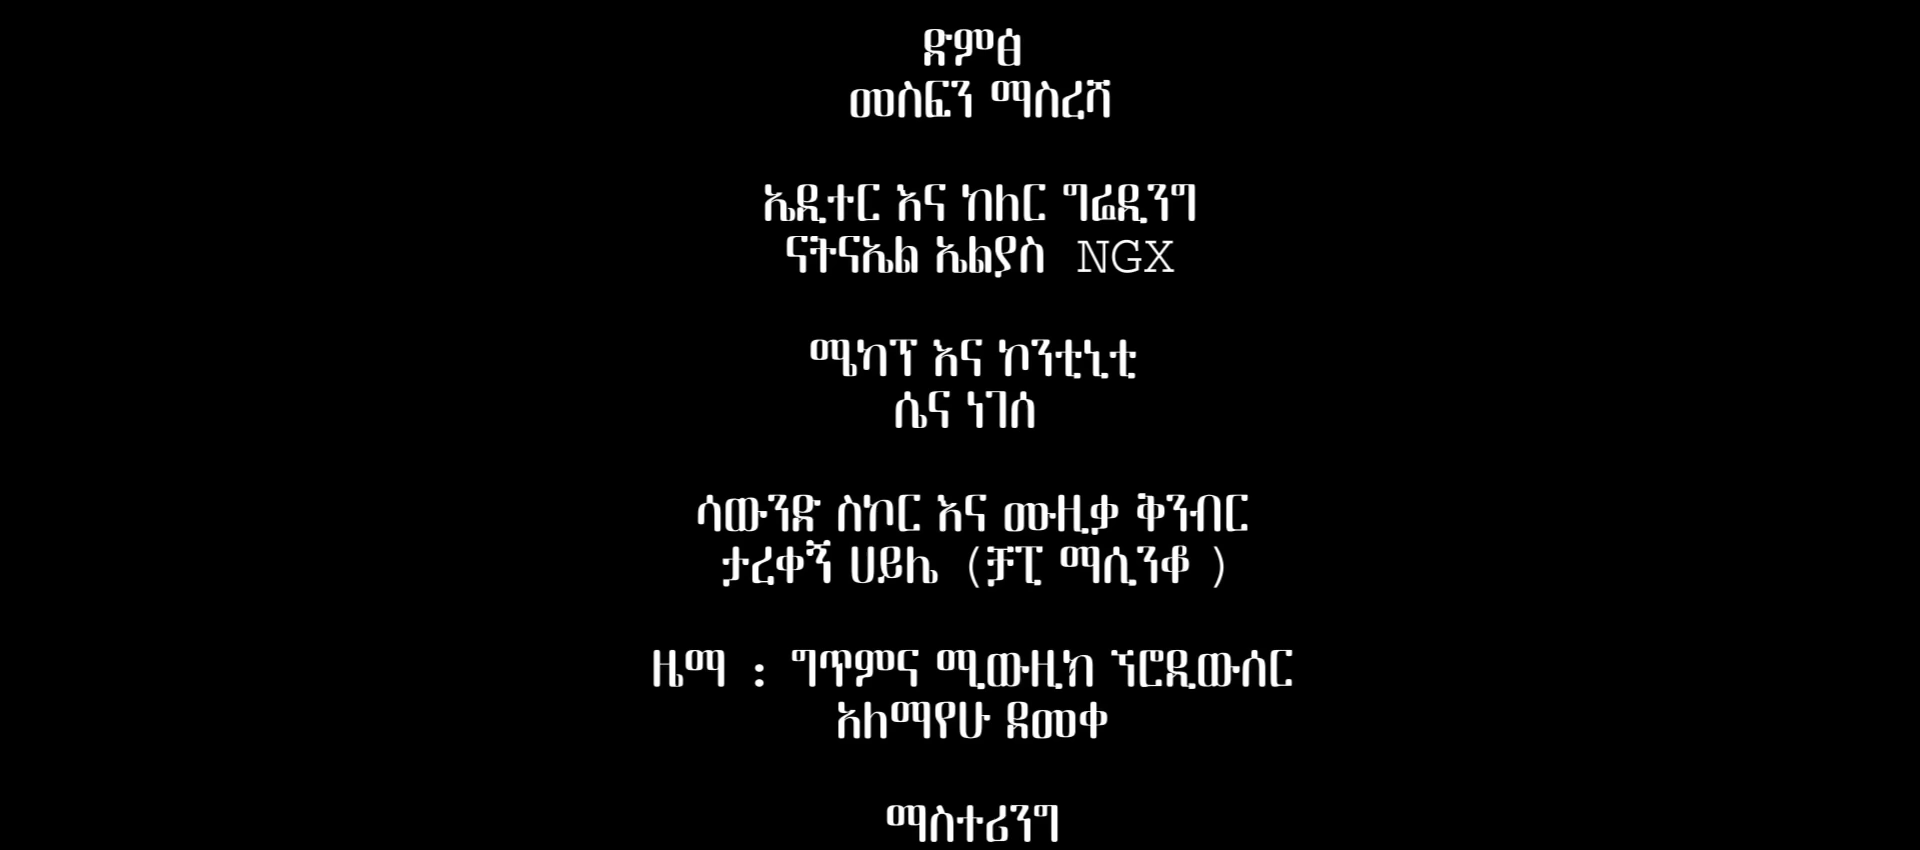 ድምፅ
መስፍን ማስረሻ
ኤዲተር እና ከለር ግሬዲንግ
ናትናኤል ኤልያስ NGX
ሜካፕ እና ኮንቲኒቲ
ሴና ነገሰ
ሳውንድ ስኮር እና ሙዚቃ ቅንብር
ታረቀኝ ሀይሌ (ቻፒ ማሲንቆ )
ዜማ : ግጥምና ሚውዚክ ኘሮዲውሰር
አለማየሁ ደመቀ
ማስተሪንግ